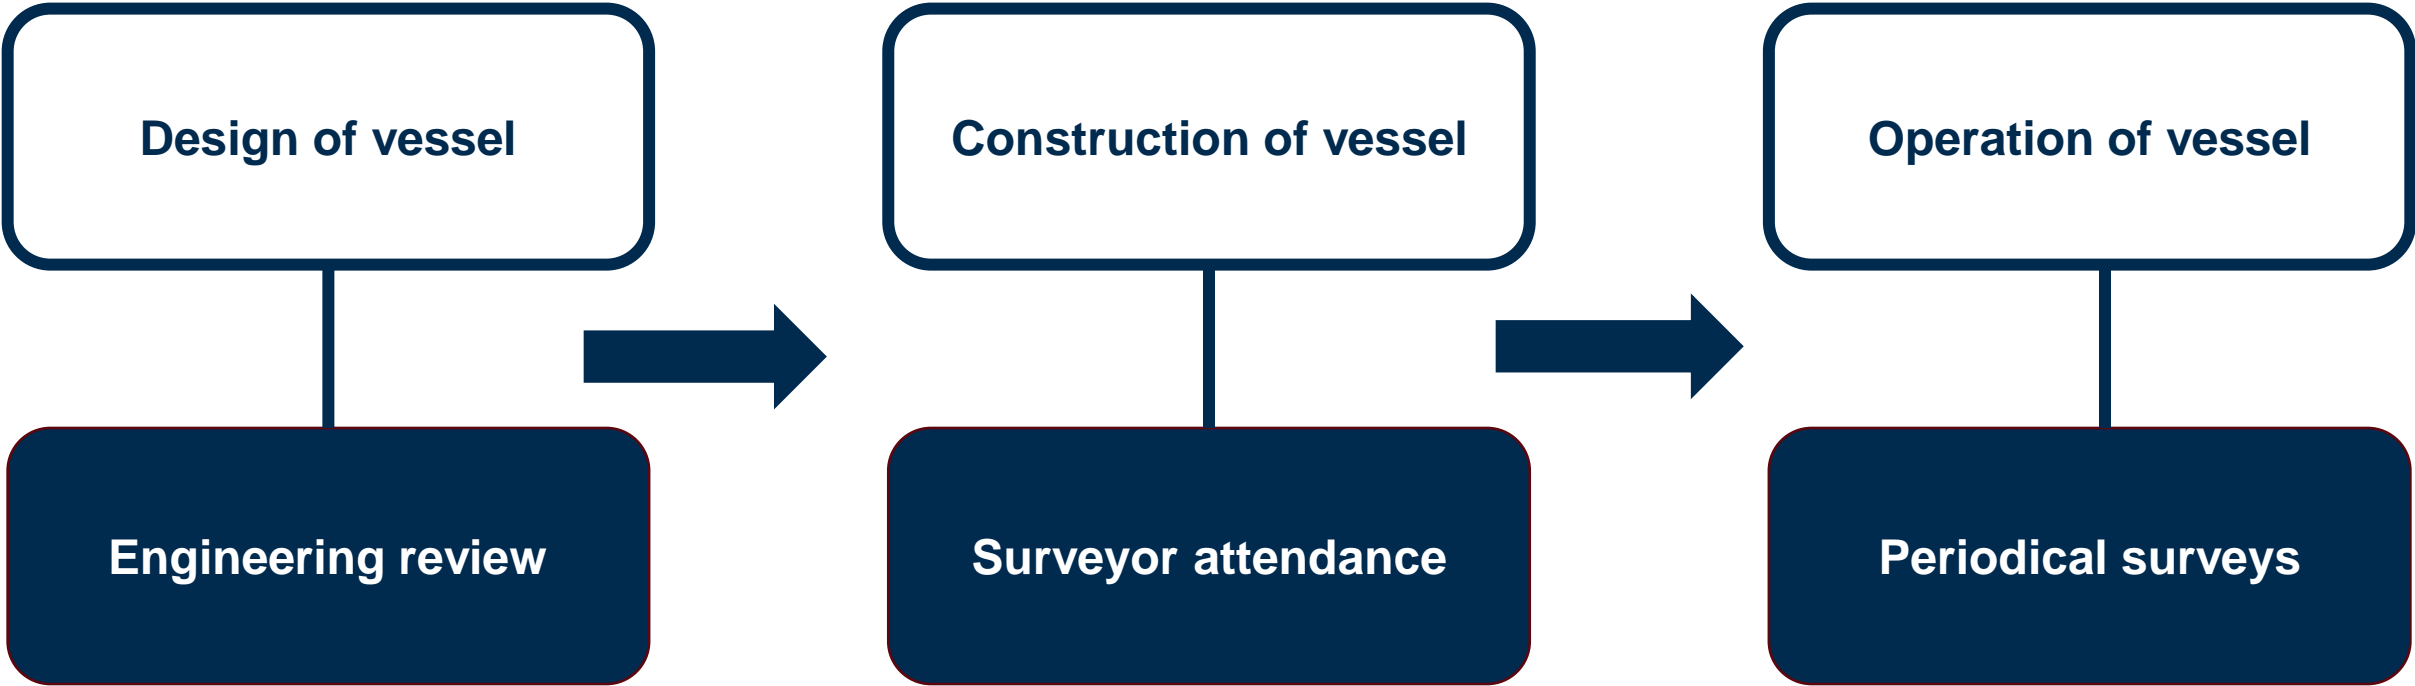 Design of vessel
Construction of vessel
Operation of vessel
Engineering review
Surveyor attendance
Periodical surveys